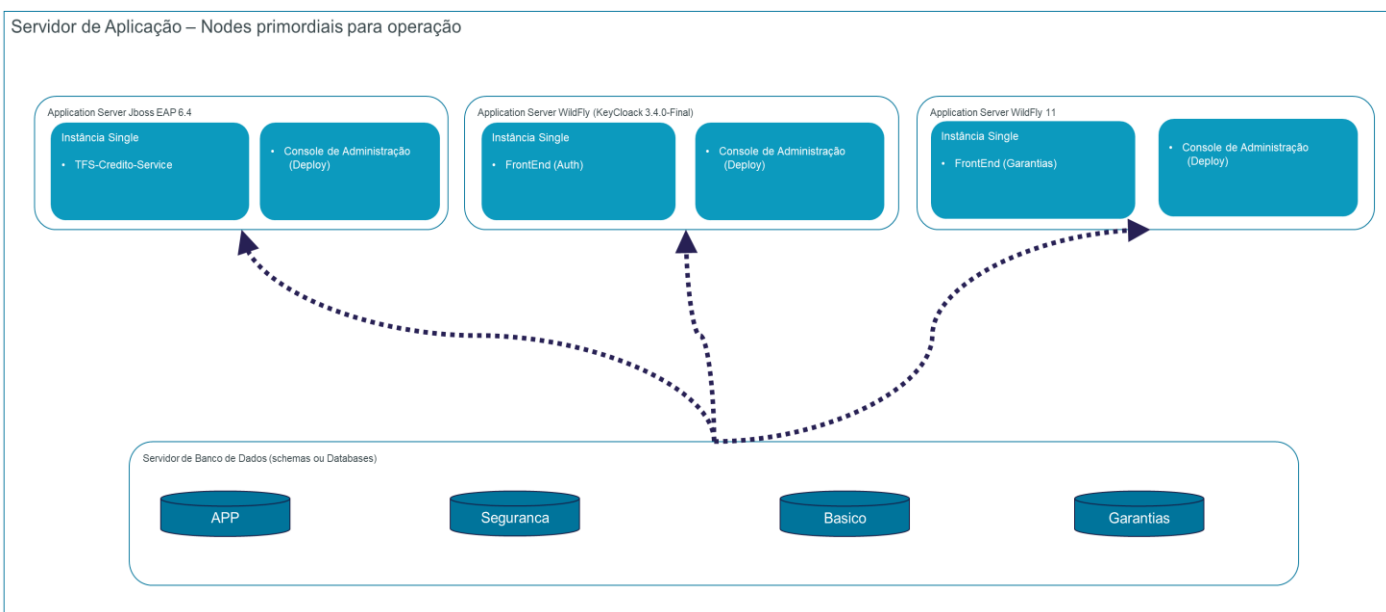 Servidor de Aplicação – Nodes primordiais para operação
Application Server Jboss EAP 6.4
Instância Single
• TFS-Credito-Service
• Console de Administração
(Deploy)
Application Server WildFly (KeyCloack 3.4.0-Final)
Instância Single
• FrontEnd (Auth)
• Console de Administração
(Deploy)
Application Server WildFly 11
Instância Single
• FrontEnd (Garantias)
• Console de Administração
(Deploy)
Servidor de Banco de Dados (schemas ou Databases)
APP
Seguranca
Basico
Garantias